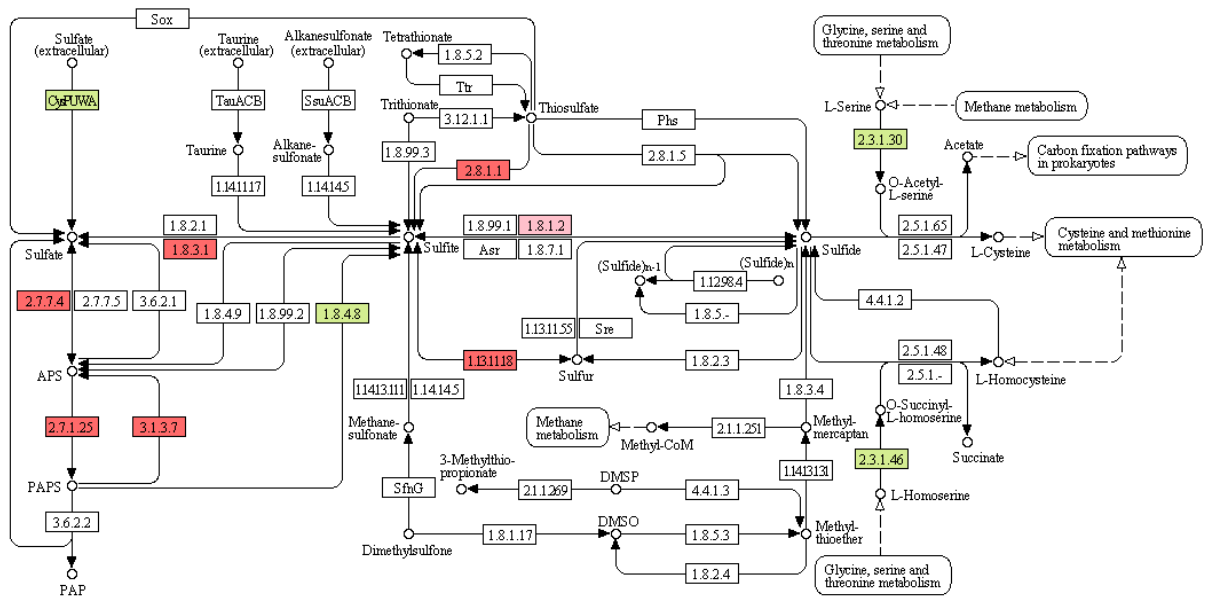 Sox
Sulfate
(extracellular)
Taurine
(extracellular)
Alkanesulfonate
(extracellular)
Tetrathionate
1.8.5.2
Ttr
Trithionate
3.12.1.1
Thiosulfate
Phs
Glycine, serine and
threonine metabolism
L-Serine
Methane metabolism
CysPUWA
TauACB
SsuACB
1.8.99.3
2.8.1.1
2.8.1.5
2.3.1.30
Acetate
Carbon fixation pathways
in prokaryotes
Taurine
Alkane-
sulfonate
1.14.11.17
1.14.14.5
O-Acetyl-
L-serine
1.8.2.1
1.8.3.1
Sulfate
Sulfite
1.8.99.1
1.8.1.2
Asr
1.8.7.1
Sulfide
2.5.1.65
2.5.1.47
L-Cysteine
Cysteine and methionine
metabolism
(Sulfide)n-1
(Sulfide)n
1.12.98.4
1.8.5.-
2.7.7.4
2.7.7.5
3.6.2.1
1.8.4.9
1.8.99.2
1.8.4.8
1.13.11.55
Sre
4.4.1.2
1.13.11.18
Sulfur
1.8.2.3
2.5.1.48
2.5.1.-
L-Homocysteine
APS
1.14.13.111
1.14.14.5
1.8.3.4
2.7.1.25
3.1.3.7
Methane-
sulfonate
Methane
metabolism
Methyl-CoM
2.1.1.251
Methyl-
mercaptan
O-Succinyl-
L-homoserine
Succinate
2.3.1.46
PAPS
3-Methylthio-
propionate
SfnG
2.1.1.269
DMSP
4.4.1.3
1.14.13.131
L-Homoserine
3.6.2.2
Dimethylsulfone
1.8.1.17
DMSO
1.8.5.3
Methyl-
thioether
1.8.2.4
Glycine, serine and
threonine metabolism
PAP